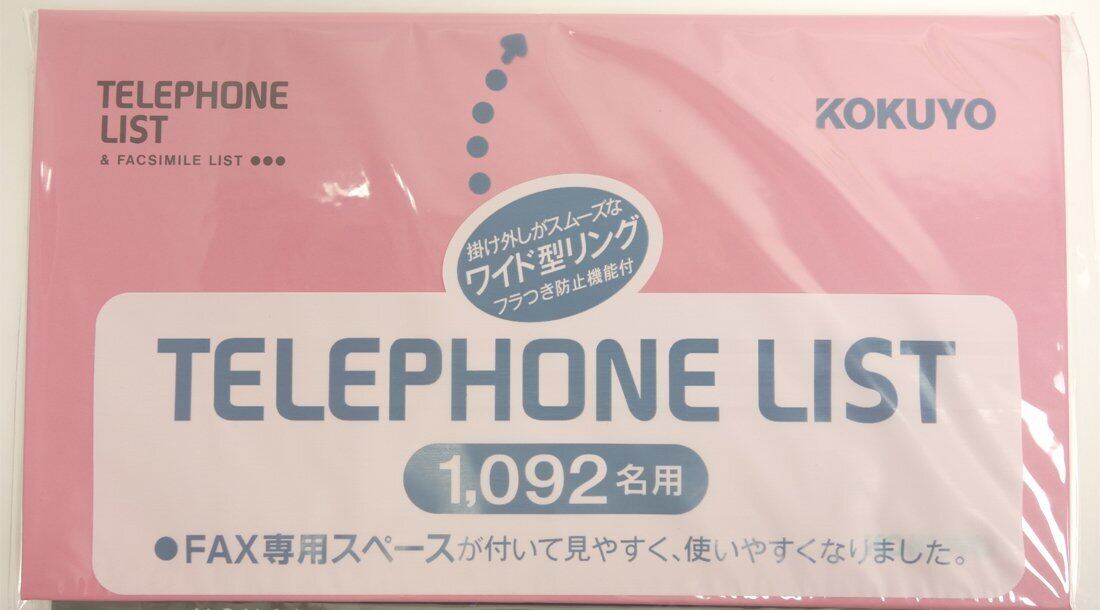 TELEPHONE
LIST
& FACSIMILE LIST ●●●
KOKUYO
掛け外しがスムーズな
ワイド型リング
フラつき防止機能付
TELEPHONE LIST
1,092名用
●FAX専用スペースが付いて見やすく、使いやすくなりました。